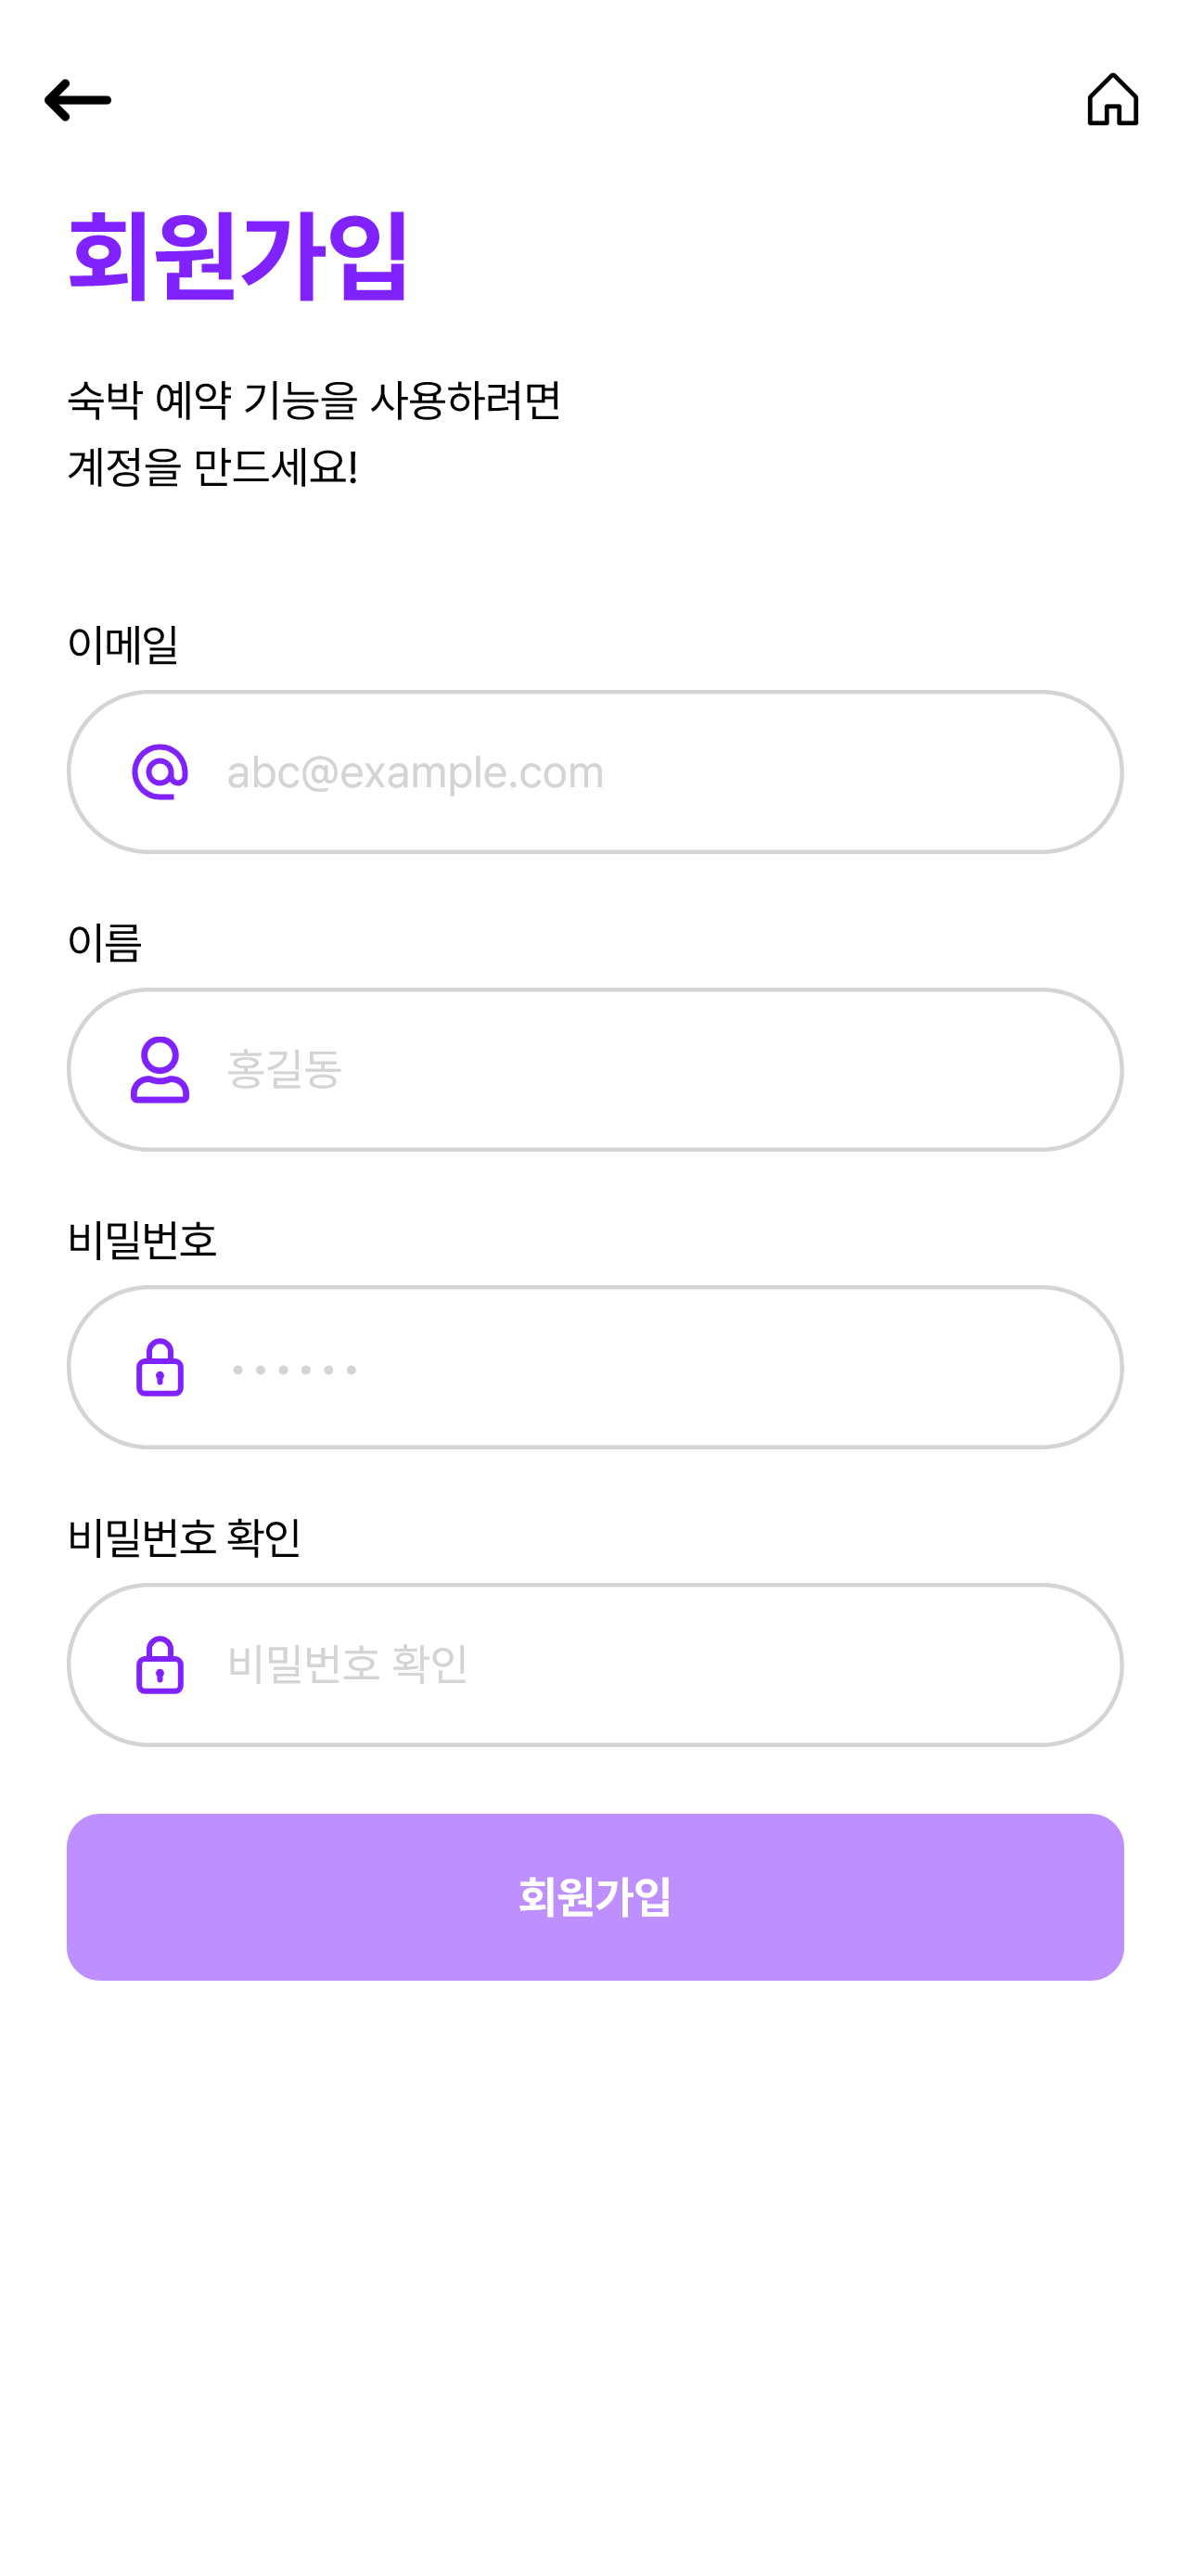 회원가입
숙박 예약 기능을 사용하려면
계정을 만드세요!
이메일
abc@example.com
이름
홍길동
비밀번호
••••••
비밀번호 확인
비밀번호 확인
회원가입